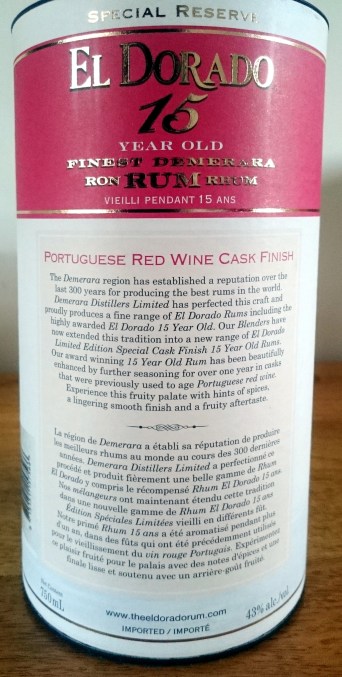 SPECIAL RESERVE
EL DORADO
15
YEAR OLD
FINEST DEMERARA
RON RUM RHUM
VIEILLI PENDANT 15 ANS
PORTUGUESE RED WINE CASK FINISH
The Demerara region has established a reputation over the
last 300 years for producing the best rums in the world.
Demerara Distillers Limited has perfected this craft and
proudly produces a fine range of El Dorado Rums including the
highly awarded El Dorado 15 Year Old. Our Blenders have
now extended this tradition into a new range of El Dorado
Limited Edition Special Cask Finish 15 Year Old Rums.
Our award winning 15 Year Old Rum has been beautifully
enhanced by further seasoning for over one year in casks
that were previously used to age Portuguese red wine.
Experience this fruity palate with hints of spices,
a lingering smooth finish and a fruity aftertaste.
La région de Demerara a établi sa réputation de produire
les meilleurs rhums au monde au cours des 300 dernières
années. Demerara Distillers Limited a perfectionné ce
procédé et produit fièrement une belle gamme de Rhum
El Dorado y compris le récompensé Rhum El Dorado 15 ans.
Nos mélangeurs ont maintenant étendu cette tradition
dans une nouvelle gamme de Rhum El Dorado 15 ans
Édition Spéciales Limitées vieilli en différents fût.
Notre primé Rhum 15 ans a été aromatisé pendant plus
d'un an, dans des fûts qui ont été précédemment utilisés
pour le vieillissement du vin rouge Portugais. Expérimentez
le plaisir fruité pour le palais avec des notes d'épices et une
finale lisse et soutenu avec un arrière-goût fruité
Net Contents
750mL
www.theeldoradorum.com
43% alc./vol.
IMPORTED / IMPORTÉ